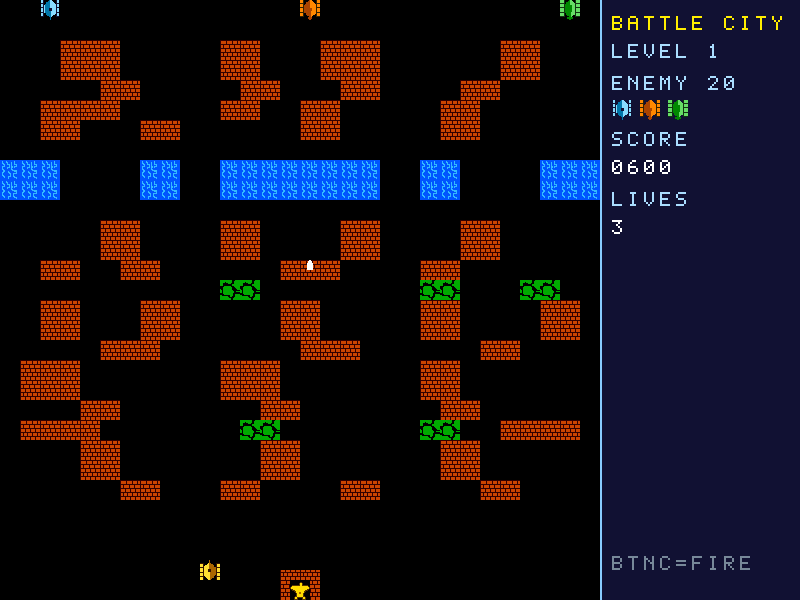 BATTLE CITY
LEVEL 1
ENEMY 20
SCORE
0600
LIVES
3
BTNC=FIRE